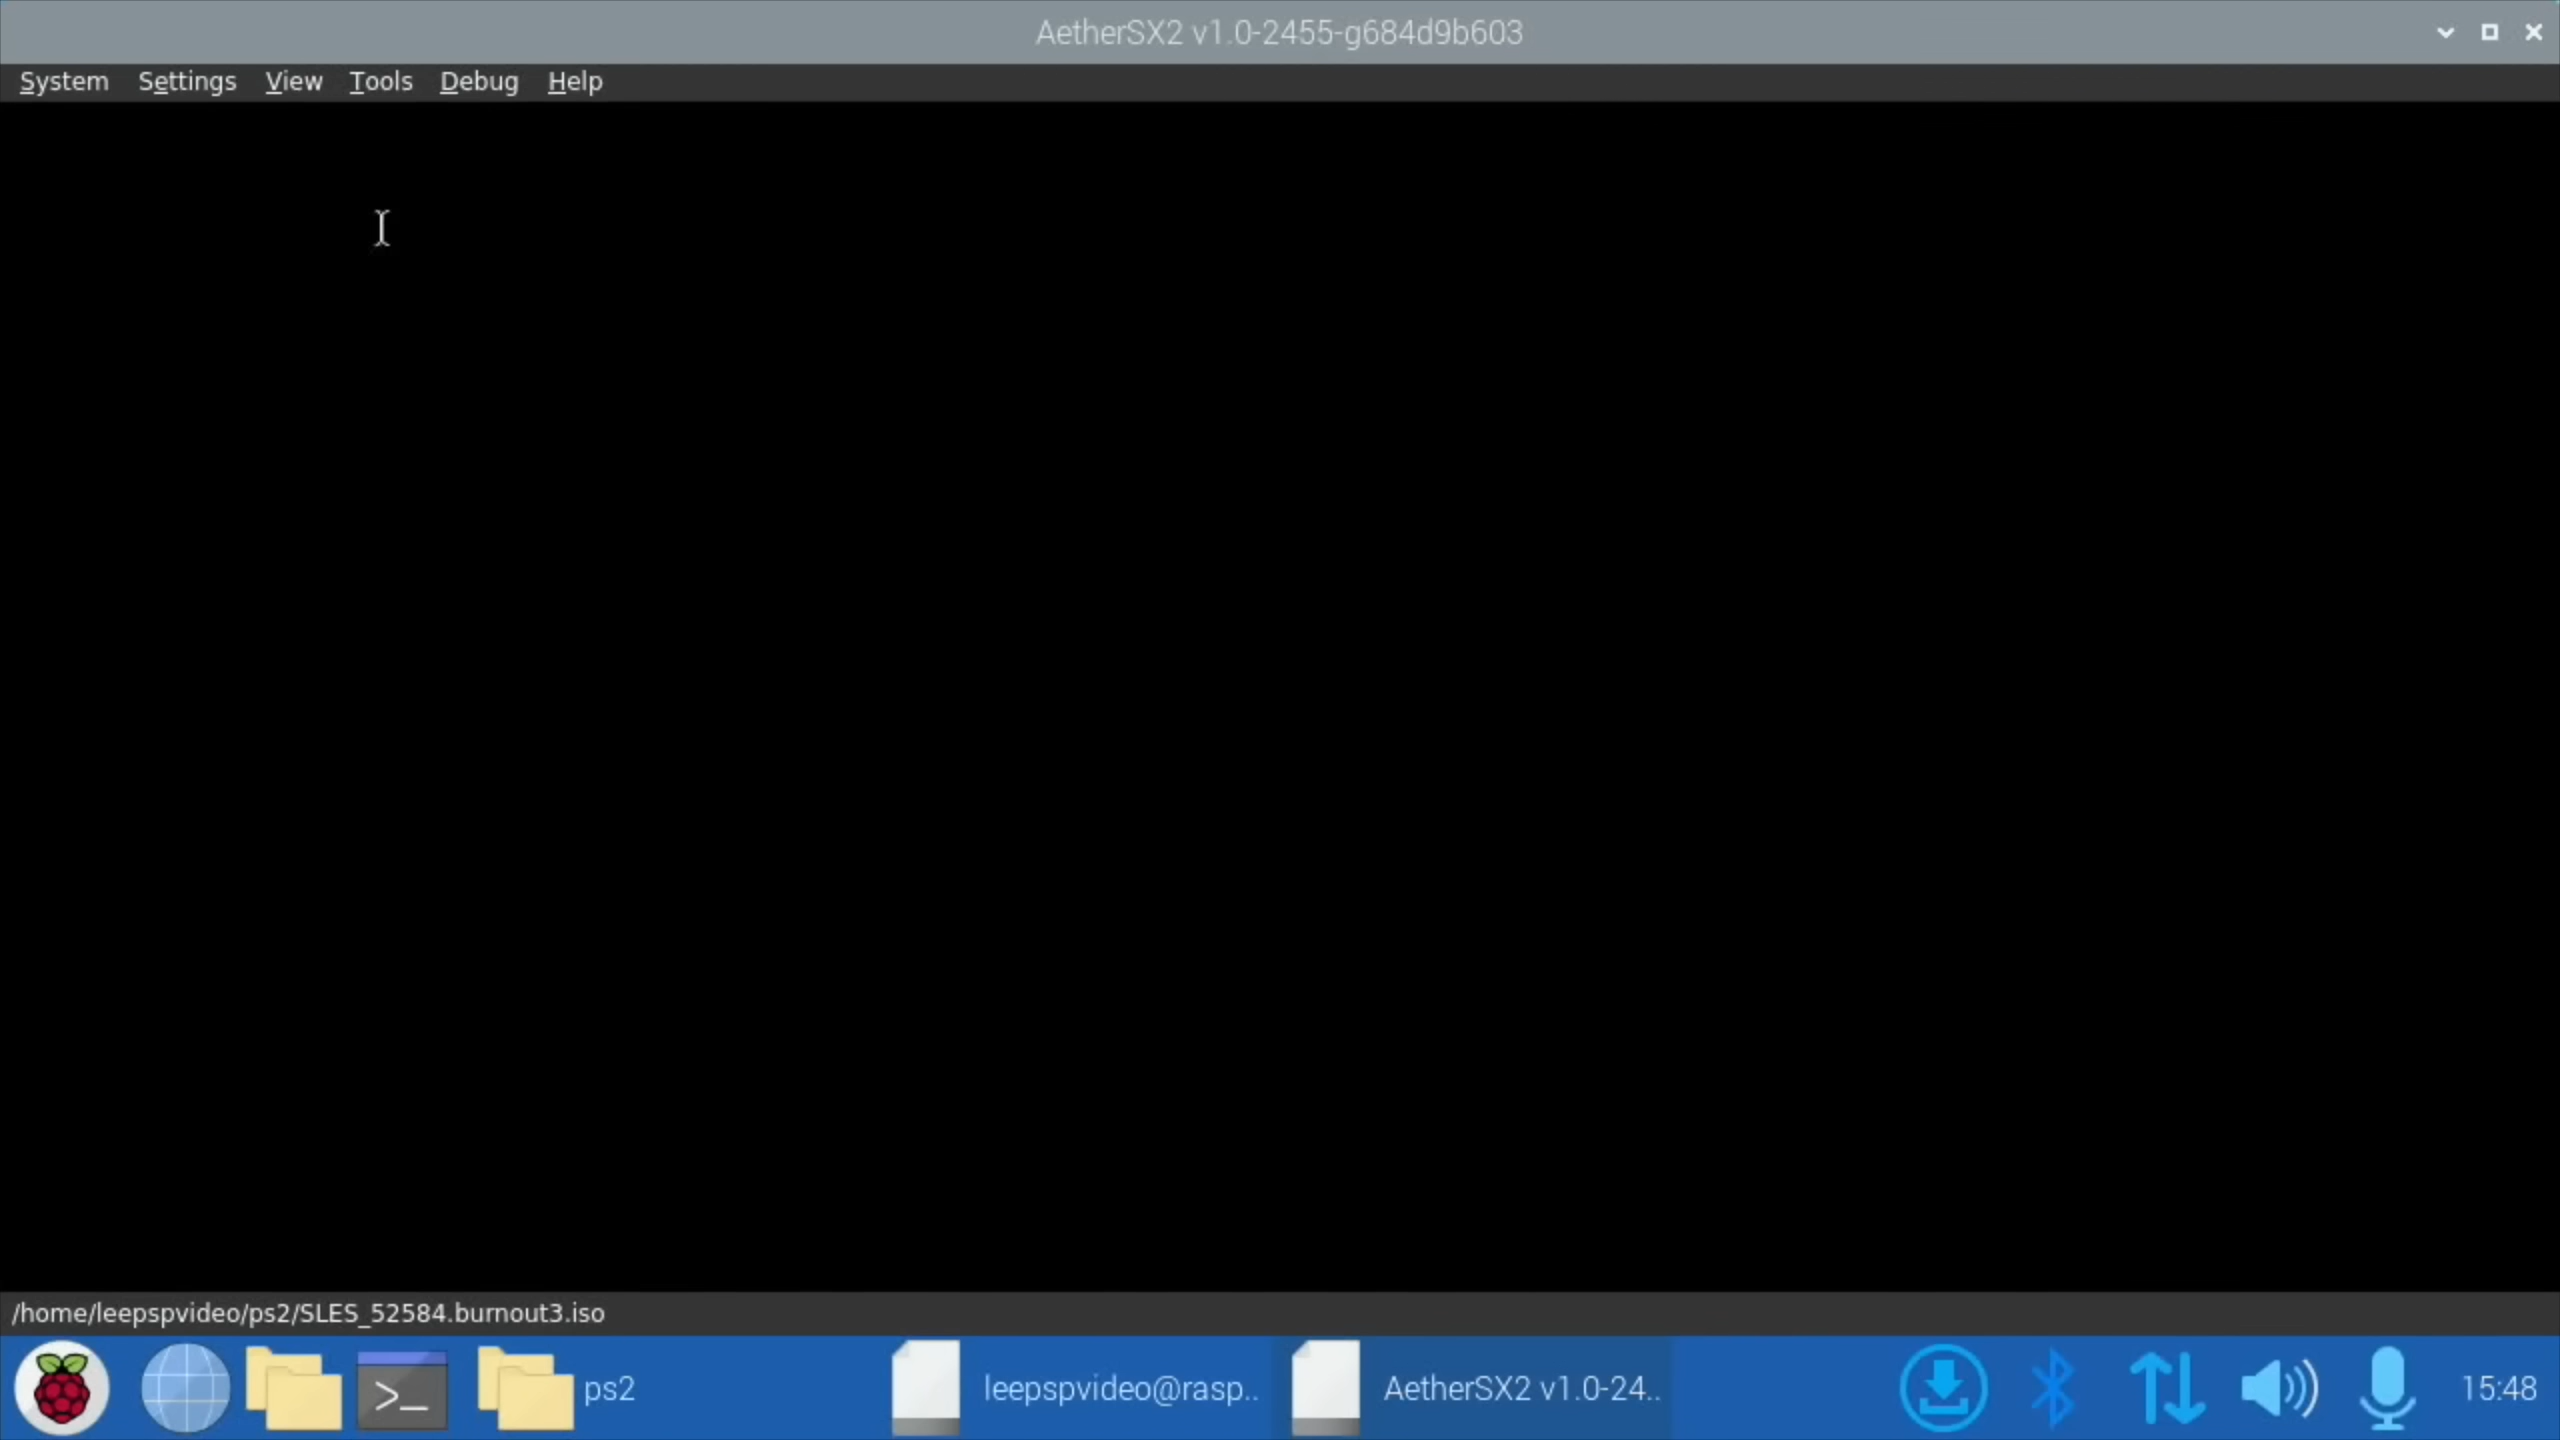 AetherSX2 v1.0-2455-g684d9b603
System Settings View Tools Debug Help
/home/leepspvideo/ps2/SLES_52584.burnout3.iso
>_ ps2 leepspvideo@rasp.. AetherSX2 v1.0-24.. 15:48